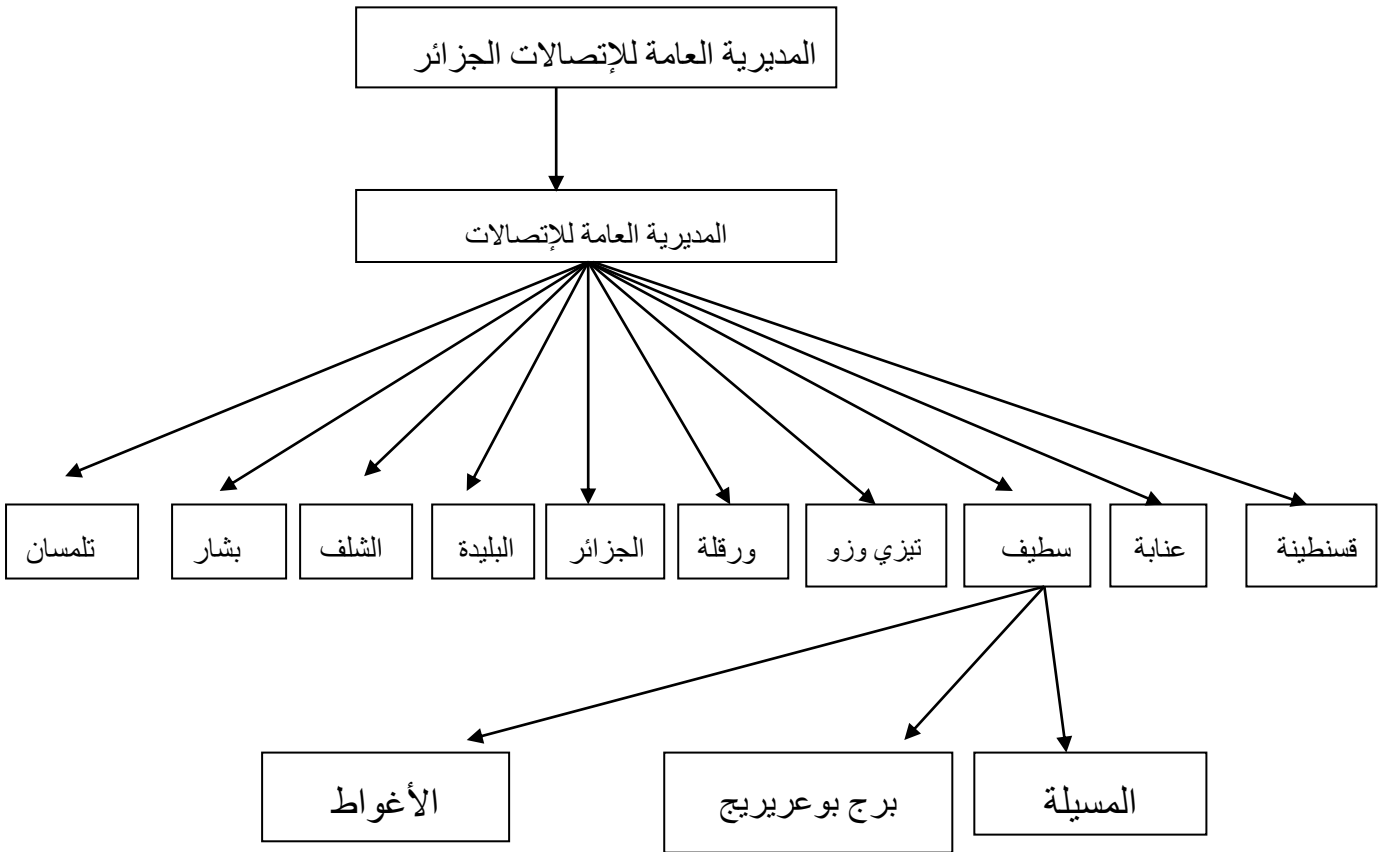 المديرية العامة للإتصالات الجزائر
المديرية العامة للإتصالات
قسنطينة
عنابة
سطيف
تيزي وزو
ورقلة
الجزائر
البليدة
الشلف
بشار
تلمسان
المسيلة
برج بوعريريج
الأغواط